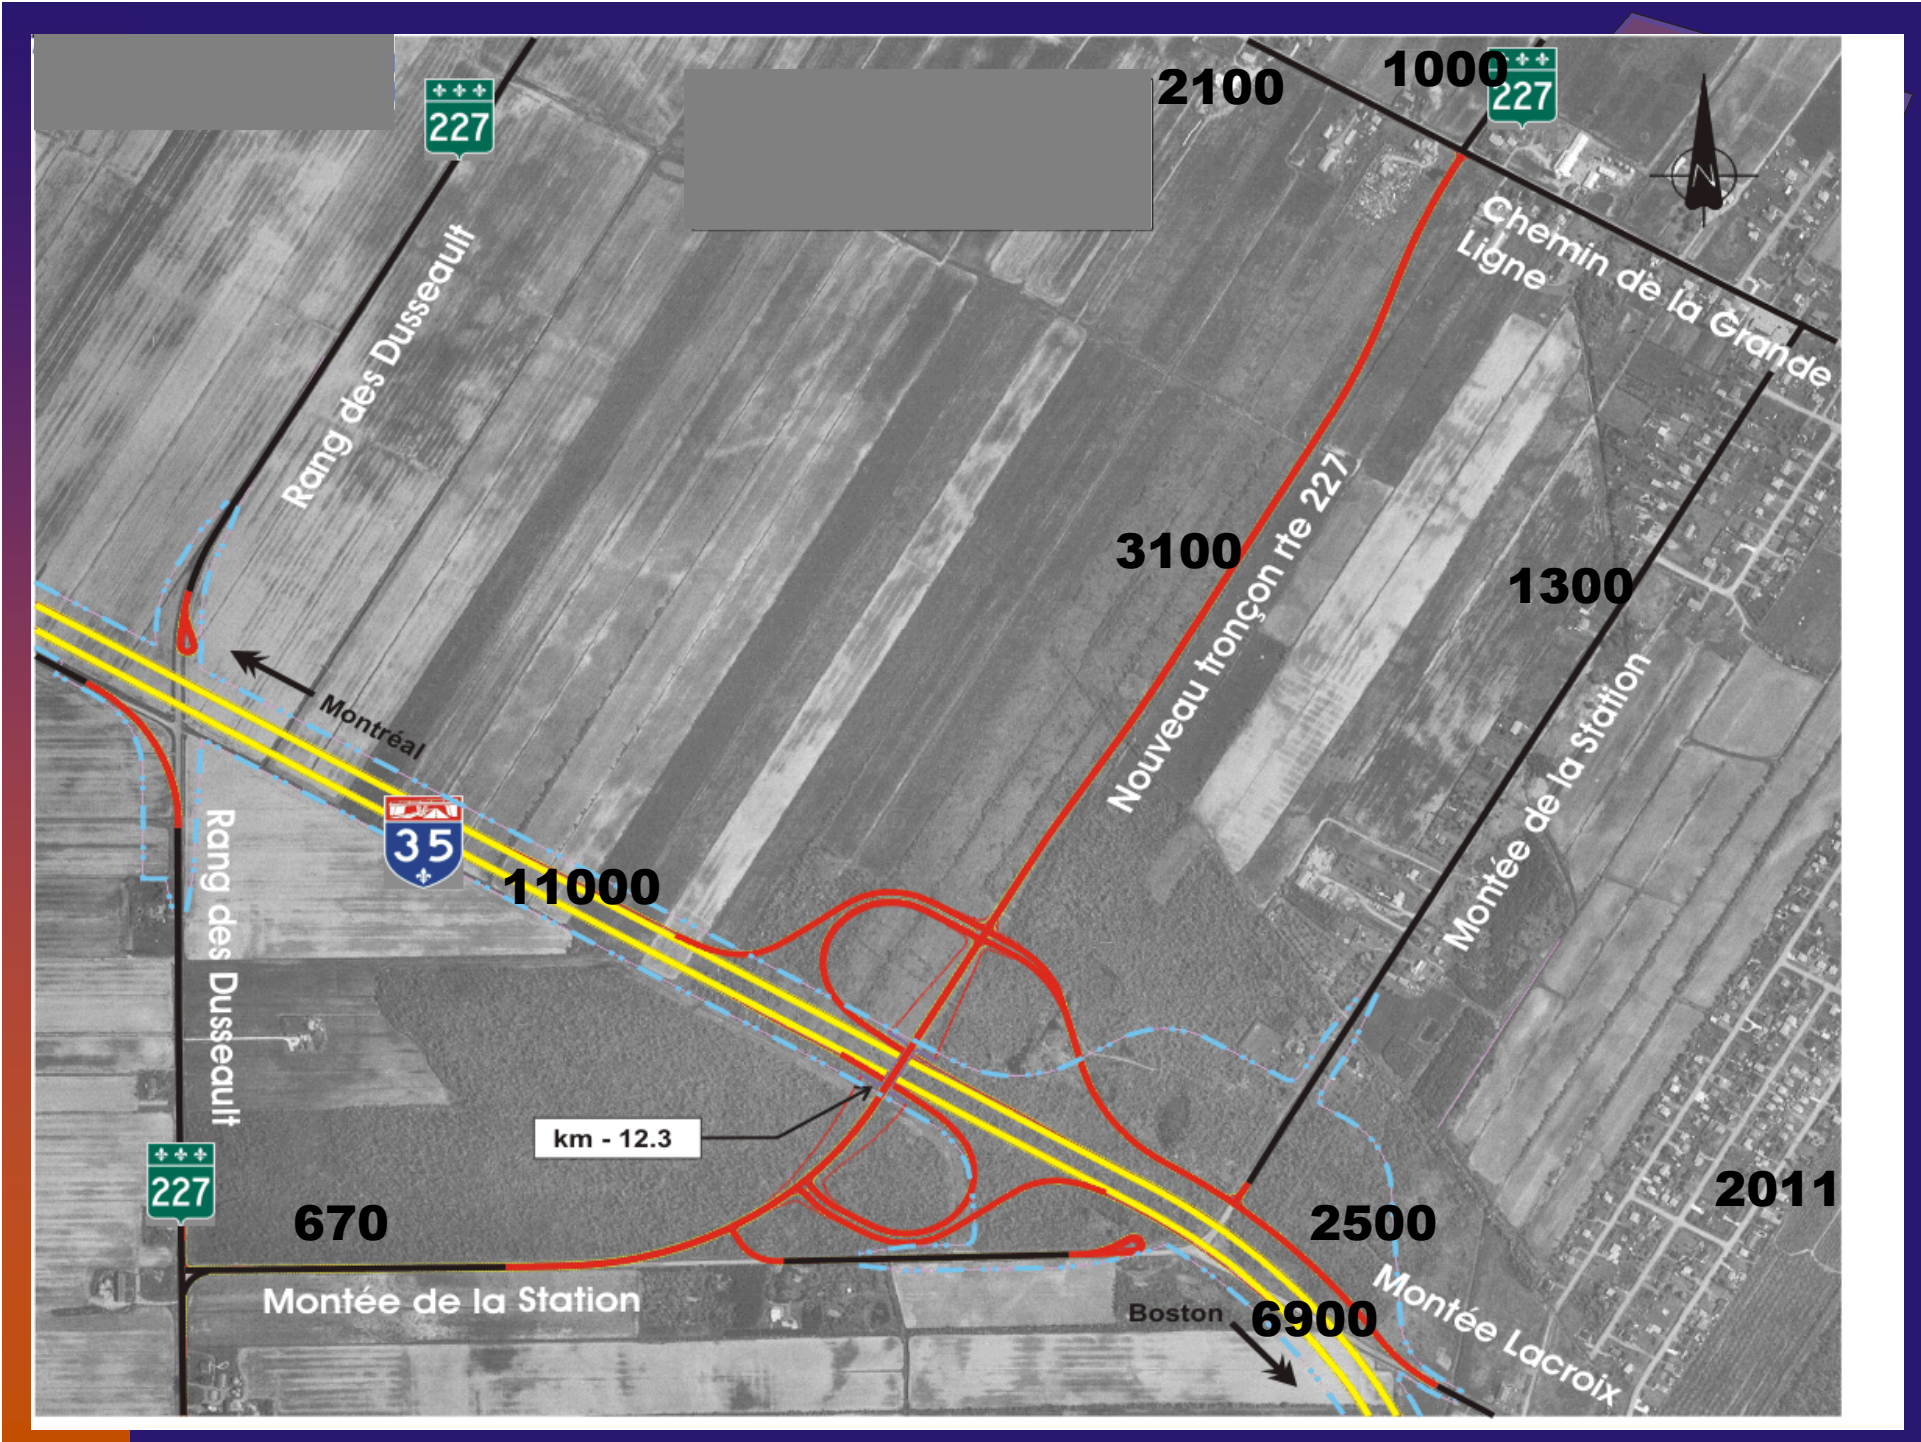 2100
1000
227
227
N
Chemin de la Grande
Ligne
Rang des Dusseault
Nouveau tronçon rte 227
3100
1300
Montréal
Montée de la Station
35
11000
Rang des Dusseault
km - 12.3
227
670
2011
2500
Montée de la Station
Boston
6900
Montée Lacroix